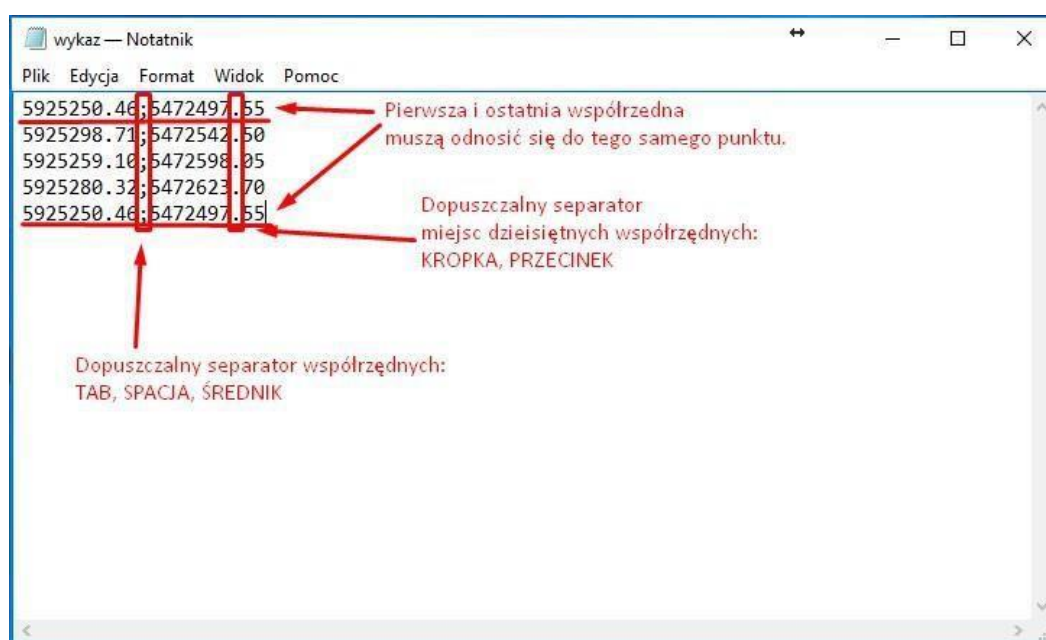 wykaz — Notatnik
Plik Edycja Format Widok Pomoc
5925250.46;5472497.55
5925298.71;5472542.50
5925259.10;5472598.05
5925280.32;5472623.70
5925250.46;5472497.55
Pierwsza i ostatnia współrzedna
muszą odnosić się do tego samego punktu.
Dopuszczalny separator
miejsc dzieisiętnych współrzędnych:
KROPKA, PRZECINEK
Dopuszczalny separator współrzędnych:
TAB, SPACJA, ŚREDNIK